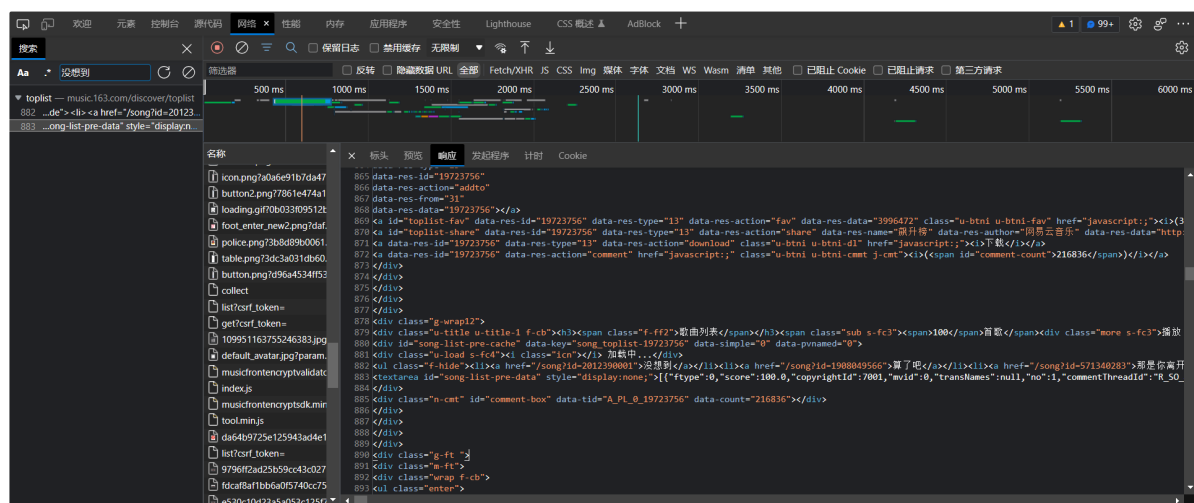 欢迎 元素 控制台 源代码 网络 × 性能 内存 应用程序 安全性 Lighthouse CSS 概述 AdBlock + 1 99+
搜索 保留日志 禁用缓存 无限制
Aa .* 没想到 筛选器 反转 隐藏数据 URL 全部 Fetch/XHR JS CSS Img 媒体 字体 文档 WS Wasm 清单 其他 已阻止 Cookie 已阻止请求 第三方请求
500 ms 1000 ms 1500 ms 2000 ms 2500 ms 3000 ms 3500 ms 4000 ms 4500 ms 5000 ms 5500 ms 6000 ms
toplist — music.163.com/discover/toplist
882 ...de"><li><a href="/song?id=20123...
883 ...ong-list-pre-data" style="display:n...
名称
icon.png?a0a6e91b7da47
button2.png?7861e474a1
loading.gif?0b033f09512b
foot_enter_new2.png?daf.
police.png?3b8d89b0061.
table.png?3dc3a031db60.
button.png?d96a4534ff53
collect
list?csrf_token=
get?csrf_token=
109951163755246383.jpg
default_avatar.jpg?param.
musicfrontencryptvalidato
index.js
musicfrontencryptsdk.min
tool.min.js
da64b9725e125943ad4e1
list?csrf_token=
9796ff2ad25b59cc43c027
fdcaf8af1bb6a0f5740cc75
× 标头 预览 响应 发起程序 计时 Cookie
865 data-res-id="19723756"
866 data-res-action="addto"
867 data-res-from="31"
868 data-res-data="19723756"></a>
869 <a id="toplist-fav" data-res-id="19723756" data-res-type="13" data-res-action="fav" data-res-data="3996472" class="u-btni u-btni-fav" href="javascript:;"><i>(3
870 <a id="toplist-share" data-res-id="19723756" data-res-type="13" data-res-action="share" data-res-name="飙升榜" data-res-author="网易云音乐" data-res-data="http:
871 <a data-res-id="19723756" data-res-type="13" data-res-action="download" class="u-btni u-btni-dl" href="javascript:;"><i>下载</i></a>
872 <a data-res-id="19723756" data-res-action="comment" href="javascript:;" class="u-btni u-btni-cmmt j-cmt"><i>(<span id="comment-count">216836</span>)</i></a>
873 </div>
874 </div>
875 </div>
876 </div>
877 </div>
878 <div class="g-wrap12">
879 <div class="u-title u-title-1 f-cb"><h3><span class="f-ff2">歌曲列表</span></h3><span class="sub s-fc3"><span>100</span>首歌</span><div class="more s-fc3">播放
880 <div id="song-list-pre-cache" data-key="song_toplist-19723756" data-simple="0" data-pvnamed="0">
881 <div class="u-load s-fc4"><i class="icn"></i> 加载中...</div>
882 <ul class="f-hide"><li><a href="/song?id=2012390001">没想到</a></li><li><a href="/song?id=1908049566">算了吧</a></li><li><a href="/song?id=571340283">那是你离开
883 <textarea id="song-list-pre-data" style="display:none;">[{"ftype":0,"score":100.0,"copyrightId":7001,"mvid":0,"transNames":null,"no":1,"commentThreadId":"R_SO_
884 </div>
885 <div class="n-cmt" id="comment-box" data-tid="A_PL_0_19723756" data-count="216836"></div>
886 </div>
887 </div>
888 </div>
889 </div>
890 <div class="g-ft ">
891 <div class="m-ft">
892 <div class="wrap f-cb">
893 <ul class="enter">